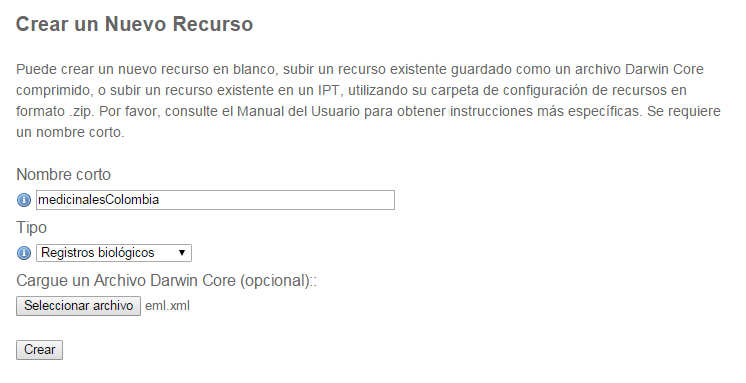 Crear un Nuevo Recurso
Puede crear un nuevo recurso en blanco, subir un recurso existente guardado como un archivo Darwin Core
comprimido, o subir un recurso existente en un IPT, utilizando su carpeta de configuración de recursos en
formato .zip. Por favor, consulte el Manual del Usuario para obtener instrucciones más específicas. Se requiere
un nombre corto.
Nombre corto
medicinalesColombia
Tipo
Registros biológicos
Cargue un Archivo Darwin Core (opcional)::
Seleccionar archivo eml.xml
Crear